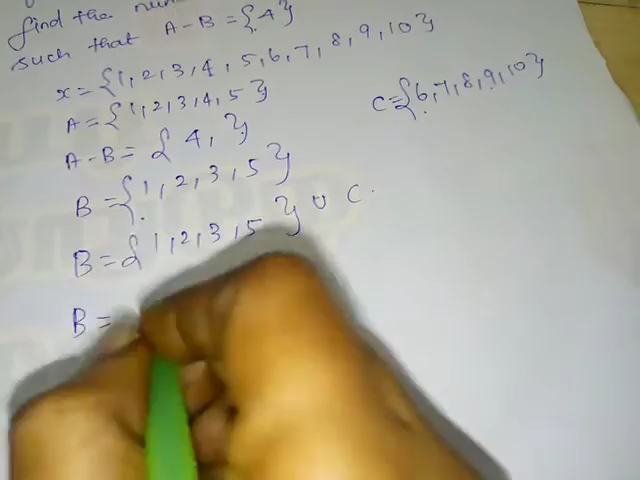 find the num
such that A-B = {4}
x = {1, 2, 3, 4, 5, 6, 7, 8, 9, 10}
A = {1, 2, 3, 4, 5}
C = {6, 7, 8, 9, 10}
A-B = { 4, }
B = {1, 2, 3, 5}
B = {1, 2, 3, 5 } ∪ C.
B =